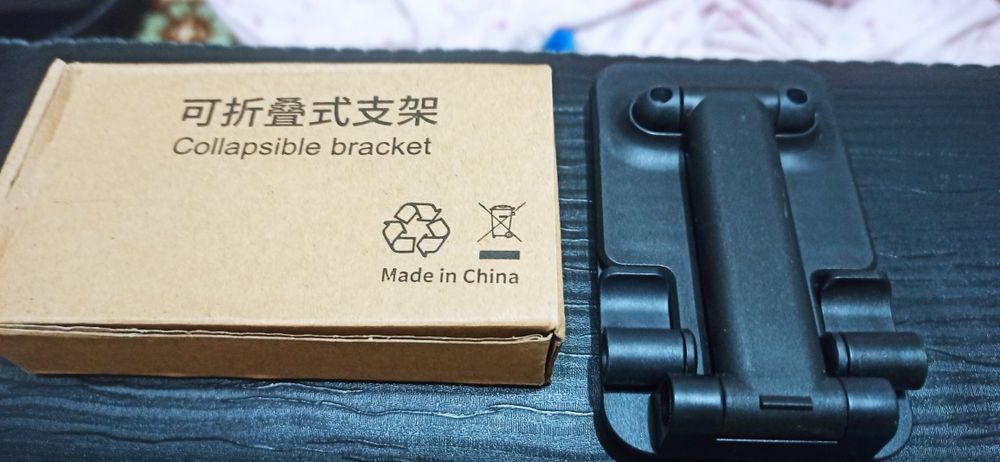 可折叠式支架
Collapsible bracket
Made in China